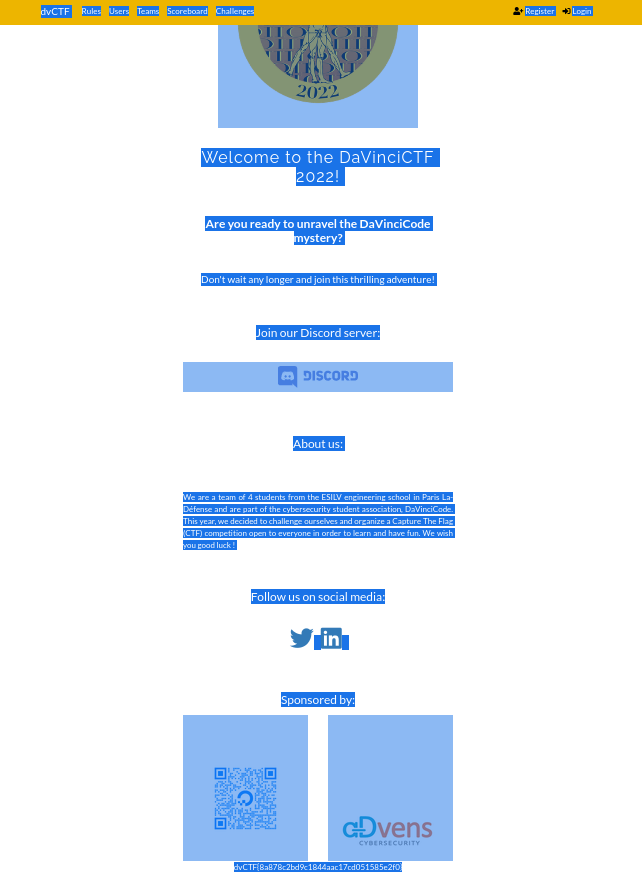 dvCTF Rules Users Teams Scoreboard Challenges Register Login
2022
Welcome to the DaVinciCTF
2022!
Are you ready to unravel the DaVinciCode
mystery?
Don't wait any longer and join this thrilling adventure!
Join our Discord server:
DISCORD
About us:
We are a team of 4 students from the ESILV engineering school in Paris La-
Défense and are part of the cybersecurity student association, DaVinciCode.
This year, we decided to challenge ourselves and organize a Capture The Flag
(CTF) competition open to everyone in order to learn and have fun. We wish
you good luck !
Follow us on social media:
in
Sponsored by:
aDvens
CYBERSECURITY
dvCTF{8a878c2bd9c1844aac17cd051585e2f0}